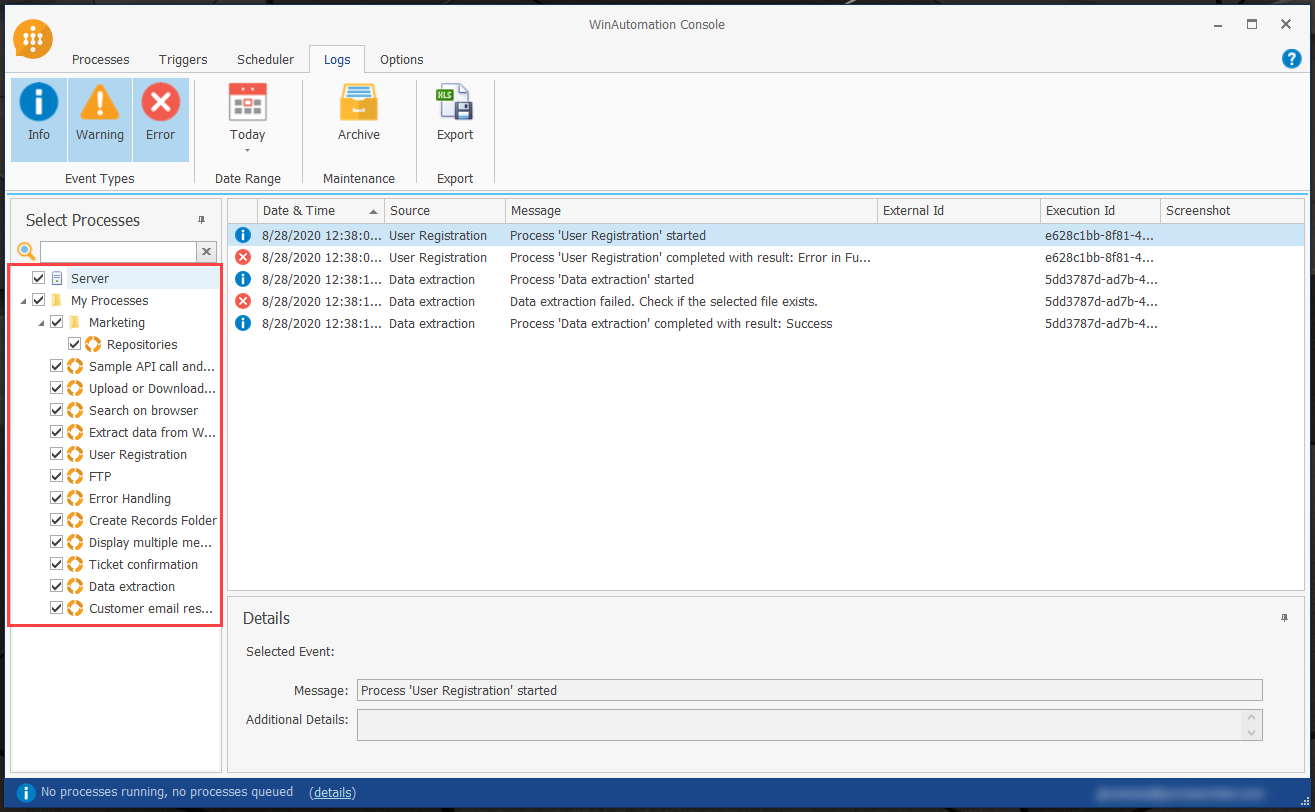 WinAutomation Console
Processes Triggers Scheduler Logs Options
?
Info Warning Error Today Archive XLS Export
Event Types Date Range Maintenance Export
Select Processes
Server
My Processes
Marketing
Repositories
Sample API call and...
Upload or Download...
Search on browser
Extract data from W...
User Registration
FTP
Error Handling
Create Records Folder
Display multiple me...
Ticket confirmation
Data extraction
Customer email res...
Date & Time Source Message External Id Execution Id Screenshot
8/28/2020 12:38:0... User Registration Process 'User Registration' started e628c1bb-8f81-4...
8/28/2020 12:38:0... User Registration Process 'User Registration' completed with result: Error in Fu... e628c1bb-8f81-4...
8/28/2020 12:38:1... Data extraction Process 'Data extraction' started 5dd3787d-ad7b-4...
8/28/2020 12:38:1... Data extraction Data extraction failed. Check if the selected file exists. 5dd3787d-ad7b-4...
8/28/2020 12:38:1... Data extraction Process 'Data extraction' completed with result: Success 5dd3787d-ad7b-4...
Details
Selected Event:
Message: Process 'User Registration' started
Additional Details:
No processes running, no processes queued (details)